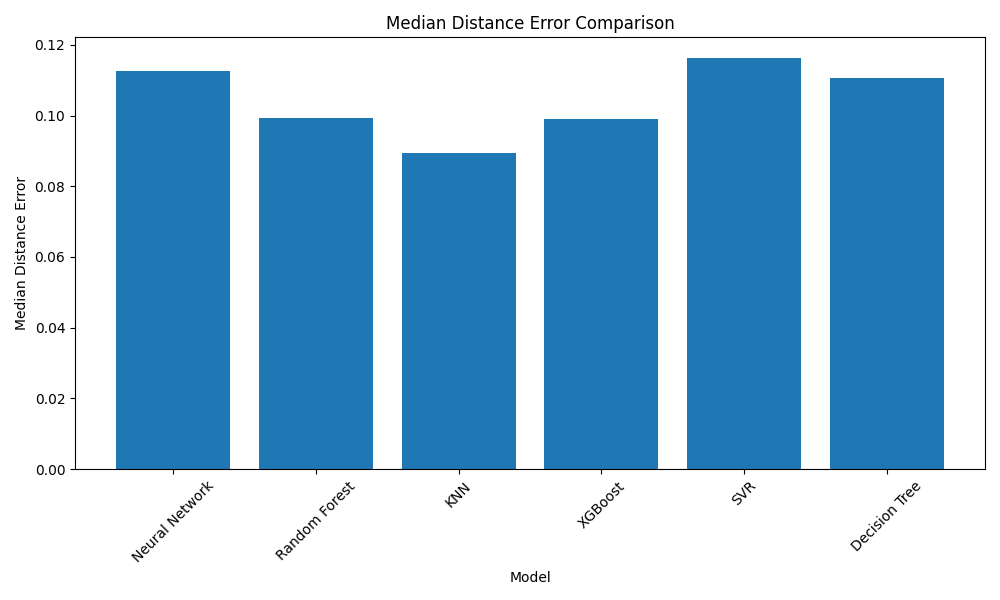 Median Distance Error Comparison
0.12
0.10
0.08
0.06
0.04
0.02
0.00
Median Distance Error
Neural Network
Random Forest
KNN
XGBoost
SVR
Decision Tree
Model